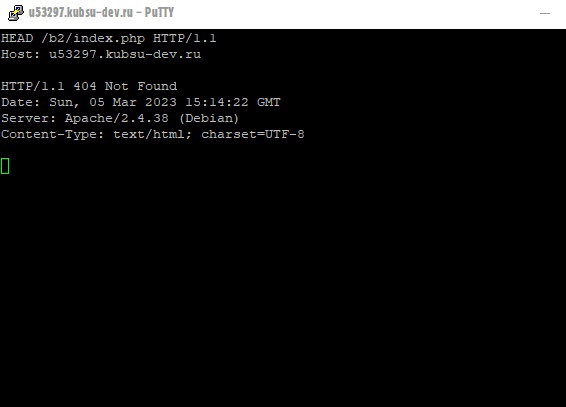 u53297.kubsu-dev.ru - PuTTY
HEAD /b2/index.php HTTP/1.1
Host: u53297.kubsu-dev.ru
HTTP/1.1 404 Not Found
Date: Sun, 05 Mar 2023 15:14:22 GMT
Server: Apache/2.4.38 (Debian)
Content-Type: text/html; charset=UTF-8